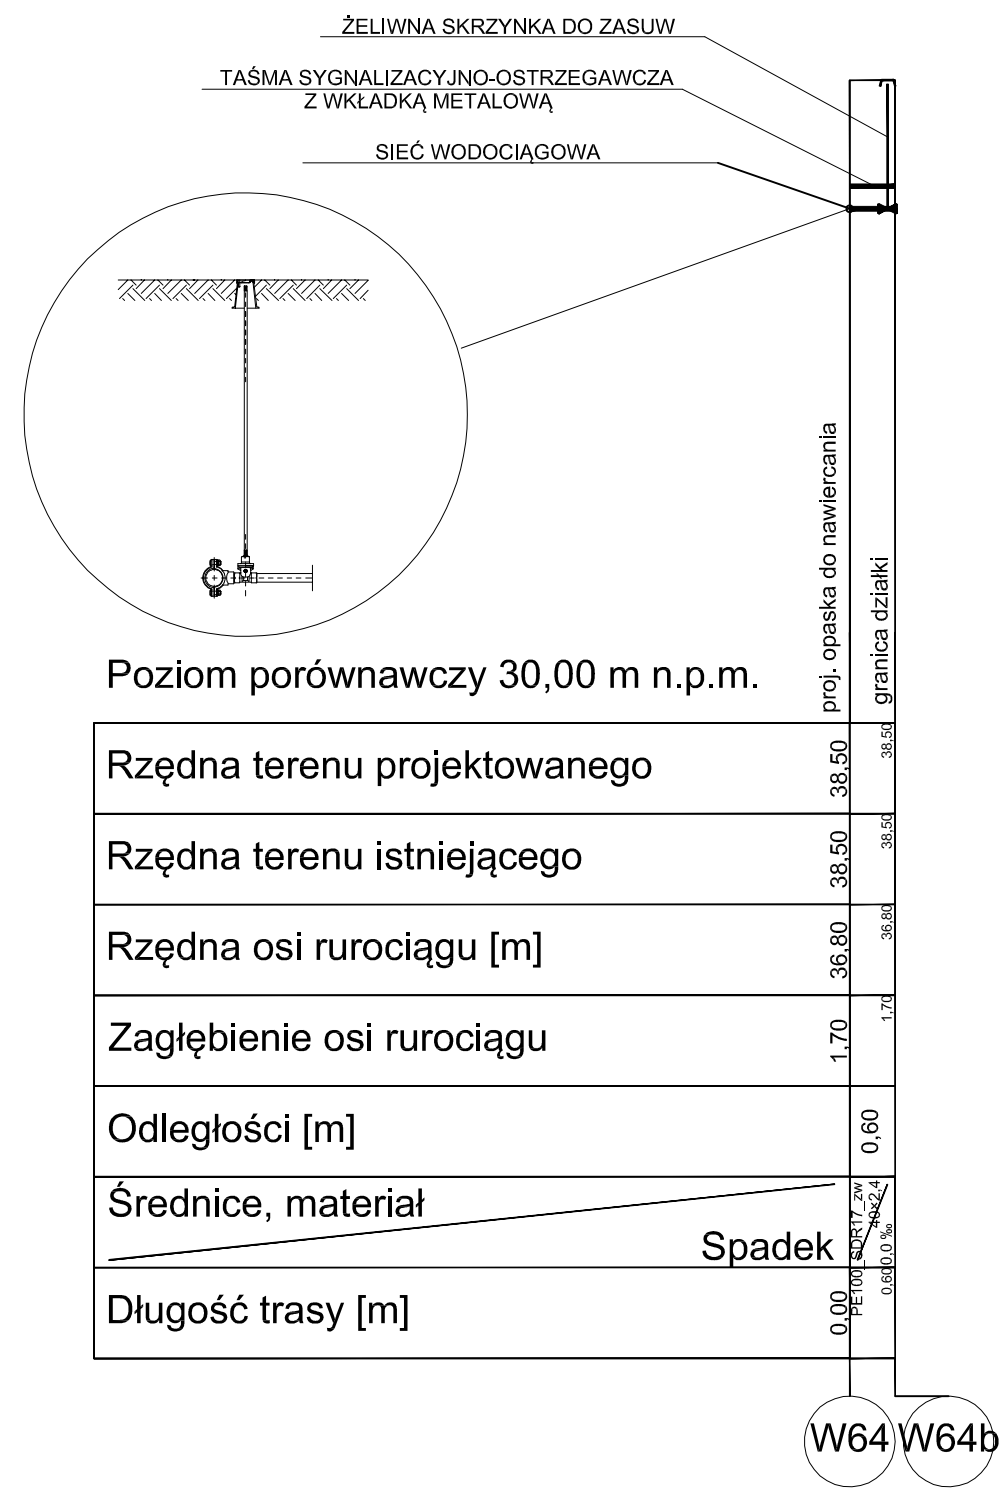 ŻELIWNA SKRZYNKA DO ZASUW
TAŚMA SYGNALIZACYJNO-OSTRZEGAWCZA
Z WKŁADKĄ METALOWĄ
SIEĆ WODOCIĄGOWA
proj. opaska do nawiercania
granica działki
Poziom porównawczy 30,00 m n.p.m.
Rzędna terenu projektowanego
38,50
38,50
Rzędna terenu istniejącego
38,50
38,50
Rzędna osi rurociągu [m]
36,80
36,80
Zagłębienie osi rurociągu
1,70
1,70
Odległości [m]
0,60
Średnice, materiał
Spadek
PE100_SDR17_zw
40×2,4
0,0 ‰
Długość trasy [m]
0,00
0,60
W64
W64b